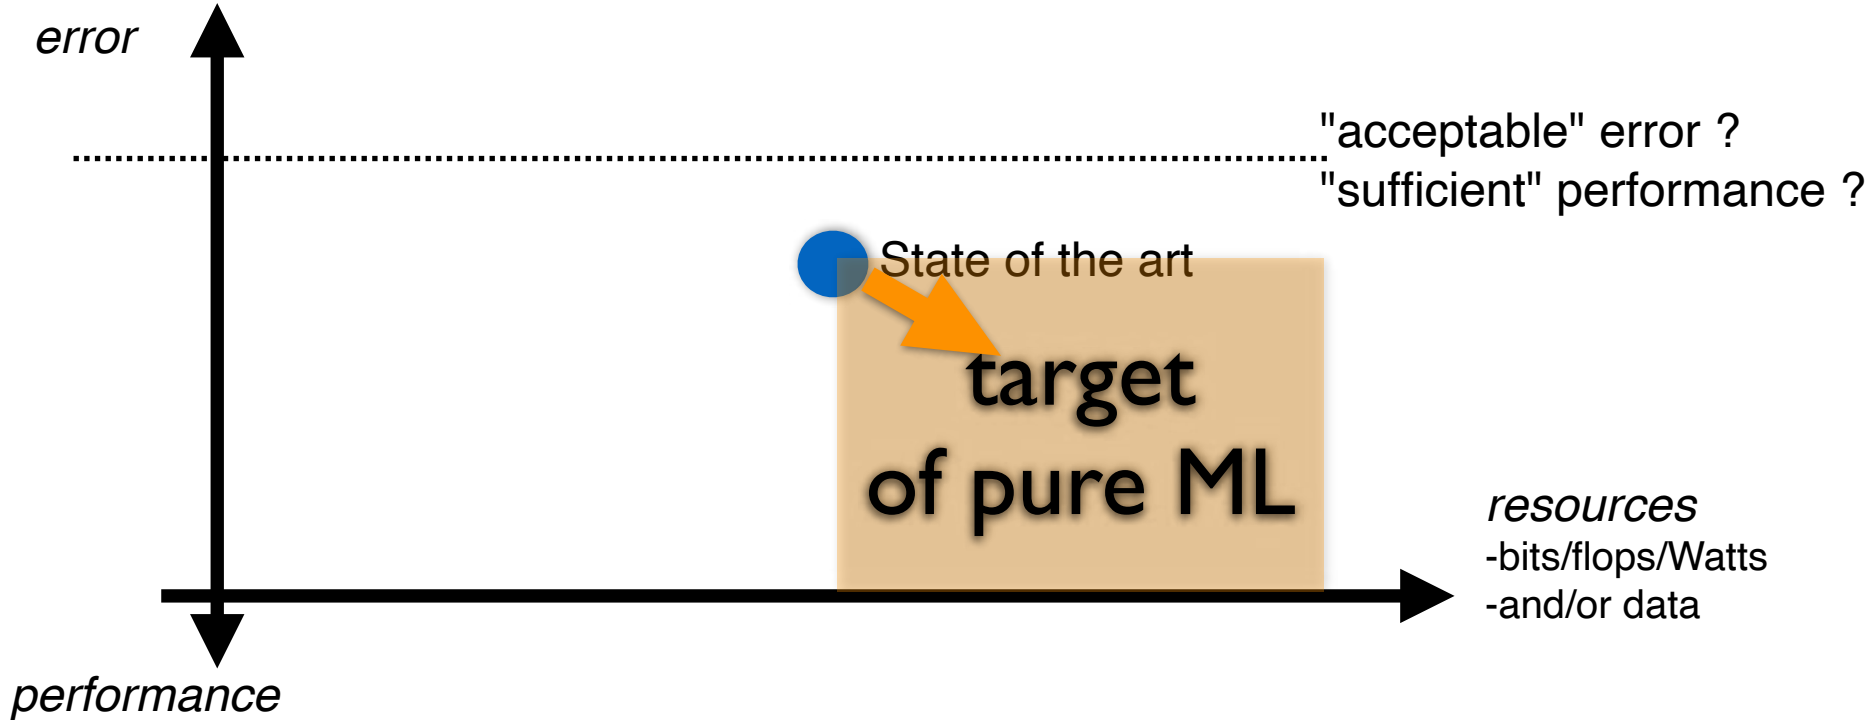 error
"acceptable" error ?
"sufficient" performance ?
State of the art
target
of pure ML
resources
-bits/flops/Watts
-and/or data
performance